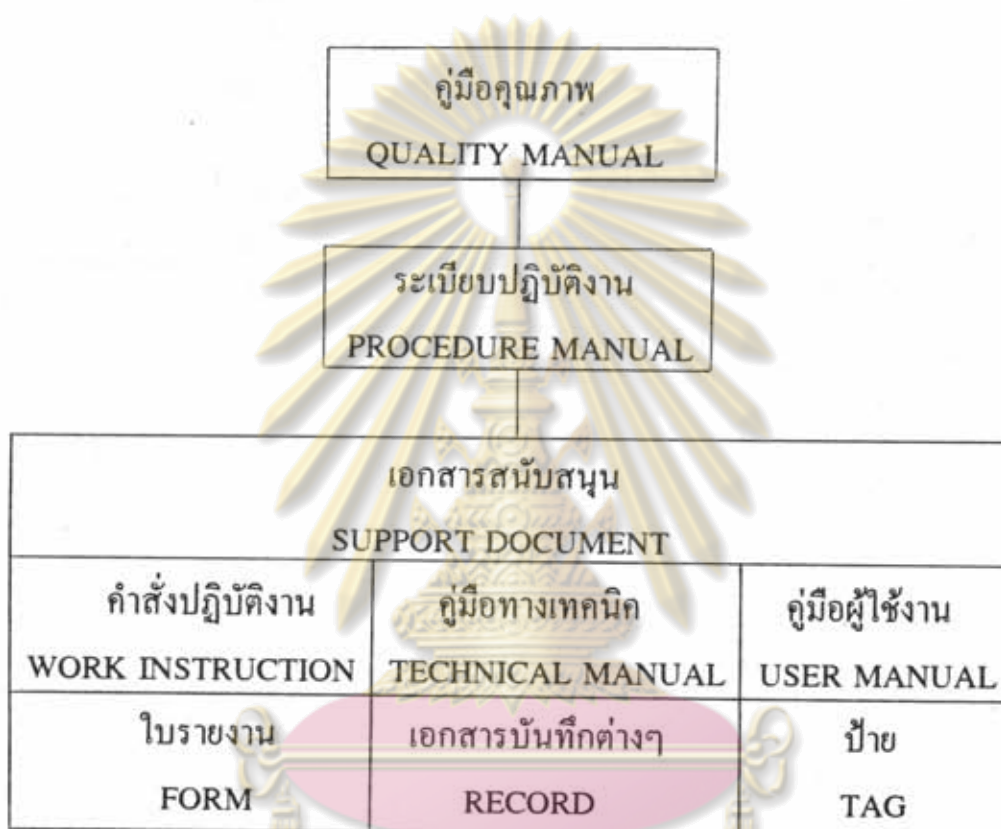 คู่มือคุณภาพ
QUALITY MANUAL
ระเบียบปฏิบัติงาน
PROCEDURE MANUAL
เอกสารสนับสนุน
SUPPORT DOCUMENT
คำสั่งปฏิบัติงาน
WORK INSTRUCTION
คู่มือทางเทคนิค
TECHNICAL MANUAL
คู่มือผู้ใช้งาน
USER MANUAL
ใบรายงาน
FORM
เอกสารบันทึกต่างๆ
RECORD
ป้าย
TAG